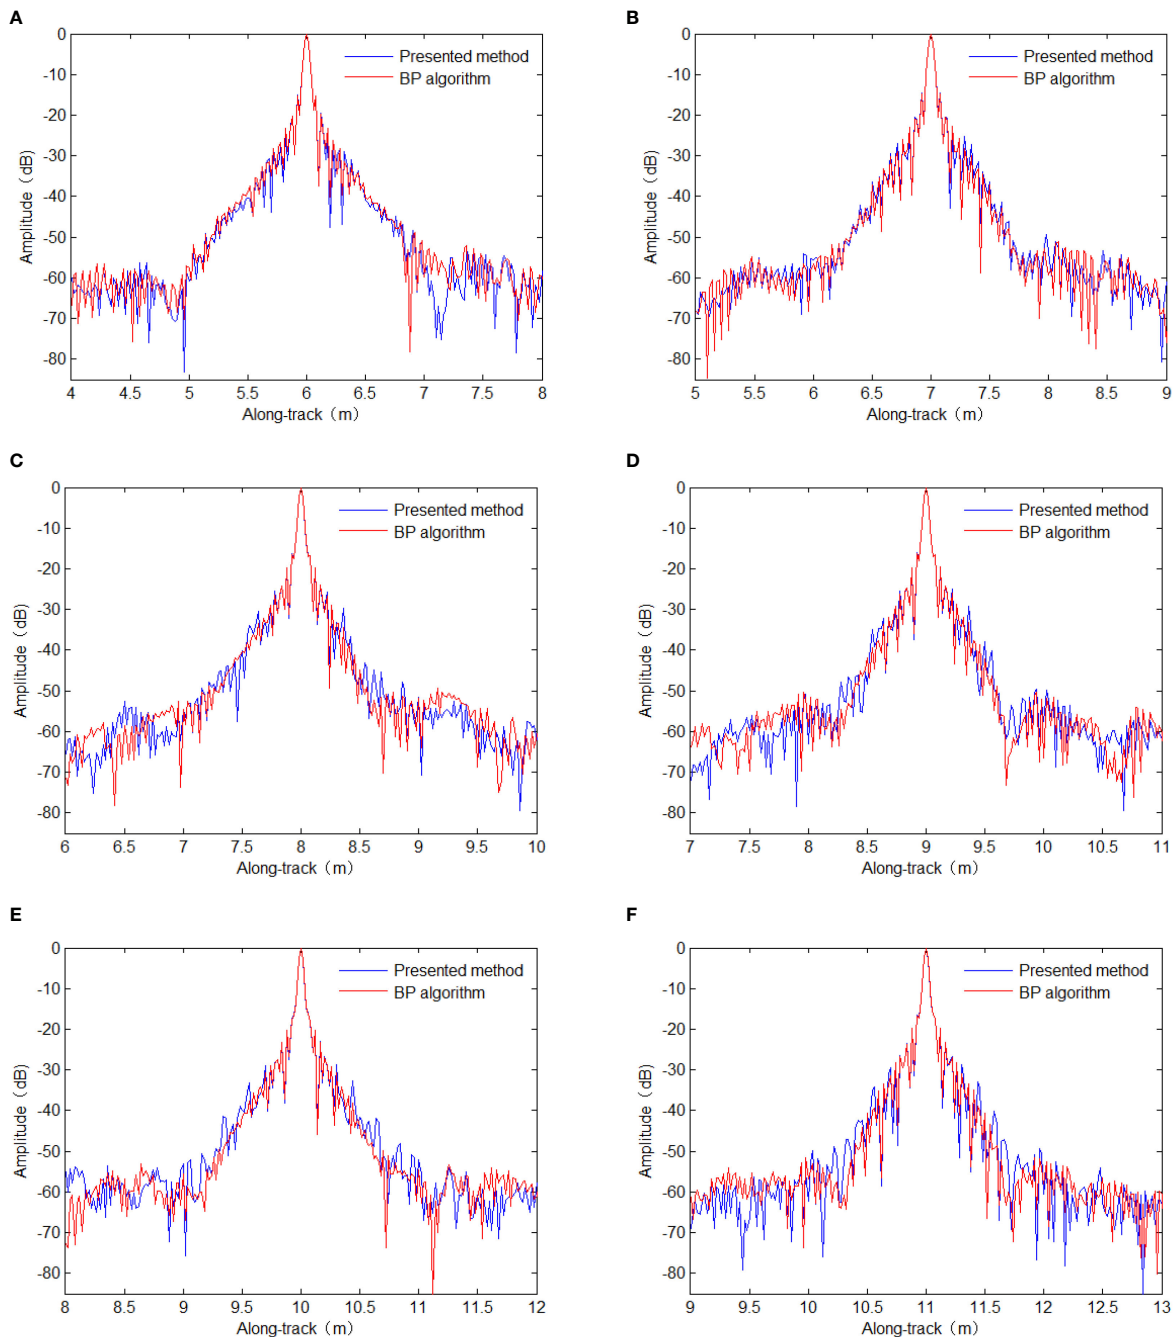 A
0
-10
-20
-30
-40
-50
-60
-70
-80
Amplitude（dB）
Presented method
BP algorithm
4 4.5 5 5.5 6 6.5 7 7.5 8
Along-track（m）
B
0
-10
-20
-30
-40
-50
-60
-70
-80
Amplitude（dB）
Presented method
BP algorithm
5 5.5 6 6.5 7 7.5 8 8.5 9
Along-track（m）
C
0
-10
-20
-30
-40
-50
-60
-70
-80
Amplitude（dB）
Presented method
BP algorithm
6 6.5 7 7.5 8 8.5 9 9.5 10
Along-track（m）
D
0
-10
-20
-30
-40
-50
-60
-70
-80
Amplitude（dB）
Presented method
BP algorithm
7 7.5 8 8.5 9 9.5 10 10.5 11
Along-track（m）
E
0
-10
-20
-30
-40
-50
-60
-70
-80
Amplitude（dB）
Presented method
BP algorithm
8 8.5 9 9.5 10 10.5 11 11.5 12
Along-track（m）
F
0
-10
-20
-30
-40
-50
-60
-70
-80
Amplitude（dB）
Presented method
BP algorithm
9 9.5 10 10.5 11 11.5 12 12.5 13
Along-track（m）